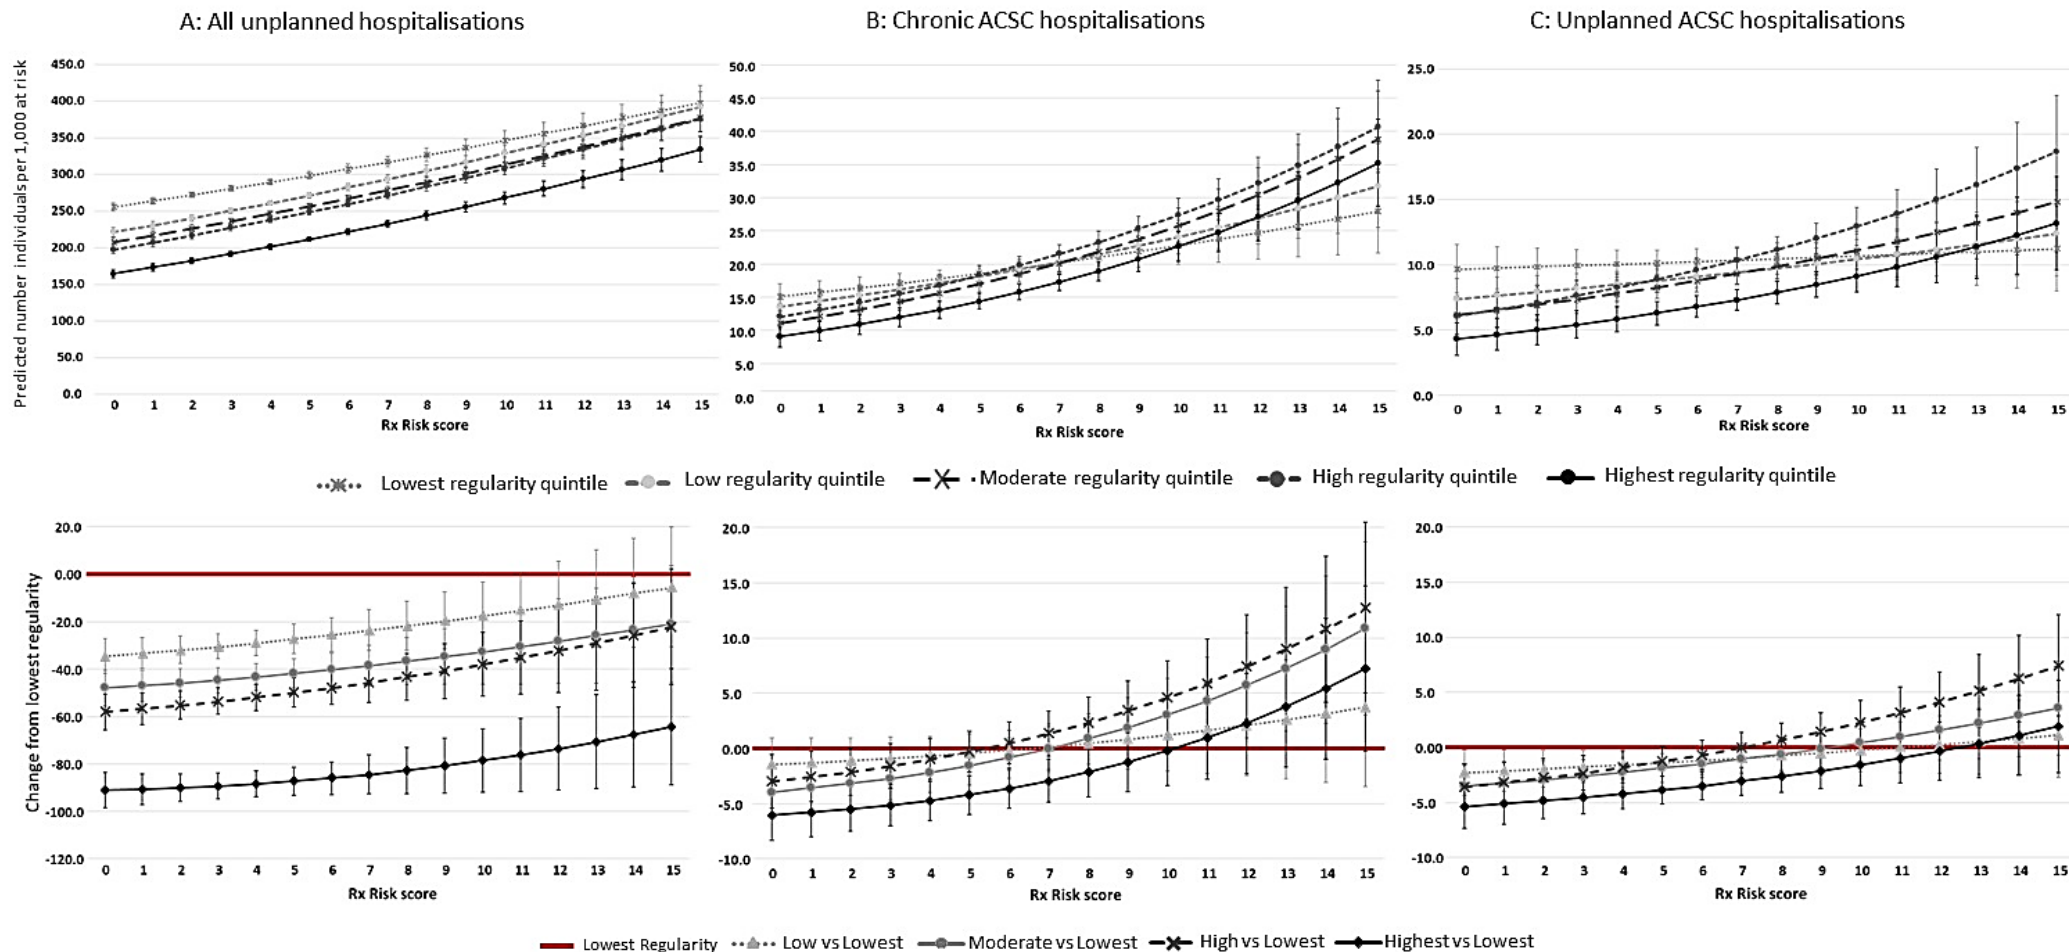 A: All unplanned hospitalisations
B: Chronic ACSC hospitalisations
C: Unplanned ACSC hospitalisations
Predicted number individuals per 1,000 at risk
450.0
400.0
350.0
300.0
250.0
200.0
150.0
100.0
50.0
0.0
0 1 2 3 4 5 6 7 8 9 10 11 12 13 14 15
Rx Risk score
50.0
45.0
40.0
35.0
30.0
25.0
20.0
15.0
10.0
5.0
0.0
0 1 2 3 4 5 6 7 8 9 10 11 12 13 14 15
Rx Risk score
25.0
20.0
15.0
10.0
5.0
0.0
0 1 2 3 4 5 6 7 8 9 10 11 12 13 14 15
Rx Risk score
Lowest regularity quintile Low regularity quintile Moderate regularity quintile High regularity quintile Highest regularity quintile
Change from lowest regularity
20.0
0.00
-20.0
-40.0
-60.0
-80.0
-100.0
-120.0
0 1 2 3 4 5 6 7 8 9 10 11 12 13 14 15
Rx Risk score
20.0
15.0
10.0
5.0
0.00
-5.0
-10.0
0 1 2 3 4 5 6 7 8 9 10 11 12 13 14 15
Rx Risk score
20.0
15.0
10.0
5.0
0.00
-5.0
-10.0
0 1 2 3 4 5 6 7 8 9 10 11 12 13 14 15
Rx Risk score
Lowest Regularity Low vs Lowest Moderate vs Lowest High vs Lowest Highest vs Lowest